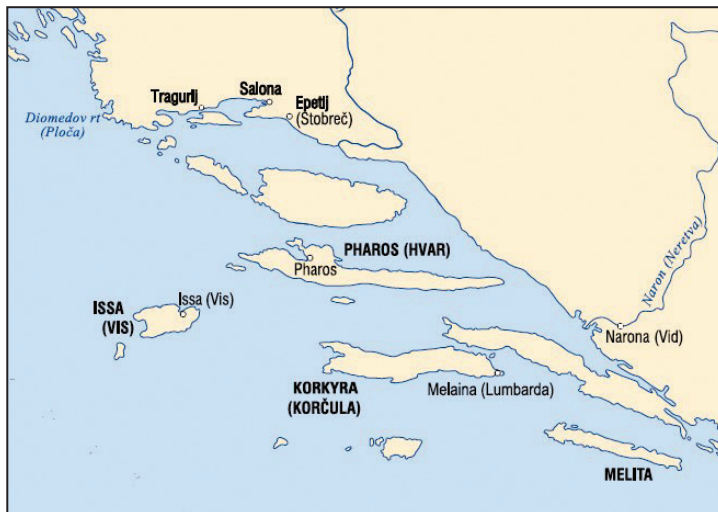 Tragurij
Salona
Epetij
(Stobreč)
Diomedov rt
(Ploča)
PHAROS (HVAR)
Pharos
ISSA
(VIS)
Issa (Vis)
Naron (Neretva)
Narona (Vid)
KORKYRA
(KORČULA)
Melaina (Lumbarda)
MELITA